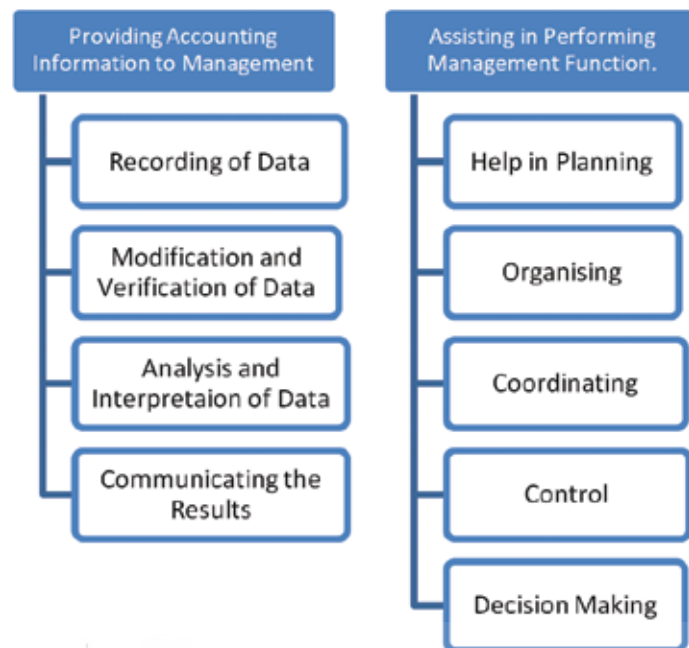 Providing Accounting
Information to Management
Recording of Data
Modification and
Verification of Data
Analysis and
Interpretaion of Data
Communicating the
Results
Assisting in Performing
Management Function.
Help in Planning
Organising
Coordinating
Control
Decision Making